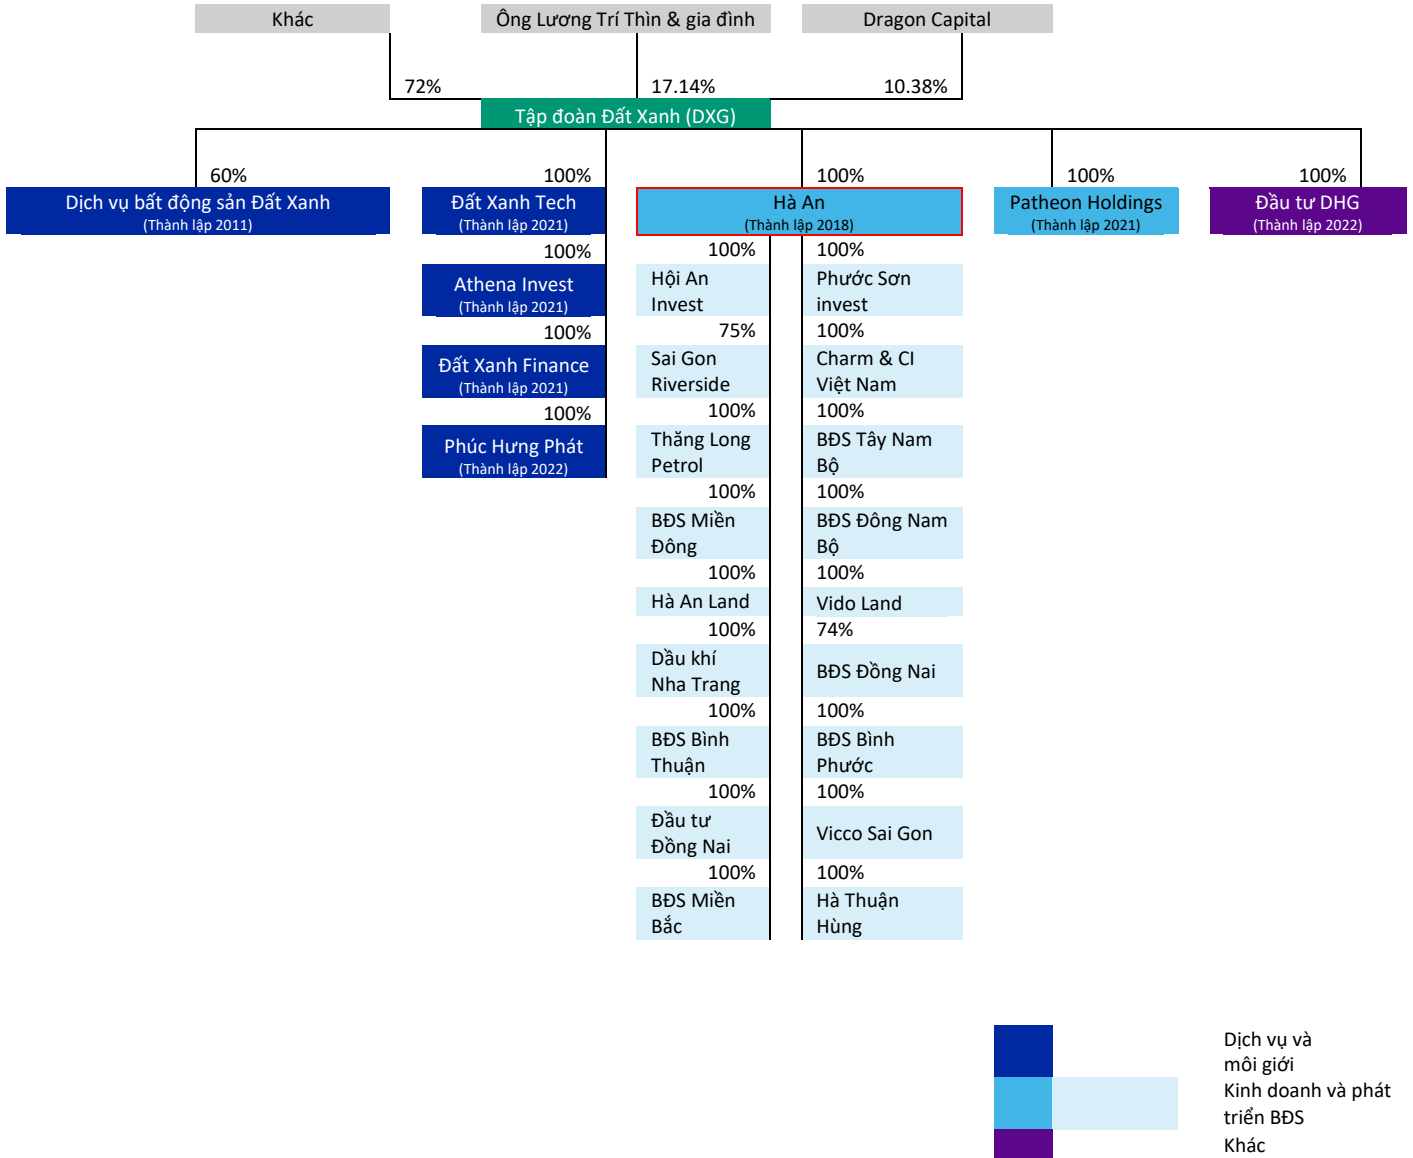 Khác
Ông Lương Trí Thìn & gia đình
Dragon Capital
72%
17.14%
10.38%
Tập đoàn Đất Xanh (DXG)
60%
100%
100%
100%
100%
Dịch vụ bất động sản Đất Xanh
(Thành lập 2011)
Đất Xanh Tech
(Thành lập 2021)
Hà An
(Thành lập 2018)
Patheon Holdings
(Thành lập 2021)
Đầu tư DHG
(Thành lập 2022)
100%
Athena Invest
(Thành lập 2021)
100%
Đất Xanh Finance
(Thành lập 2021)
100%
Phúc Hưng Phát
(Thành lập 2022)
100%
Hội An
Invest
75%
Sai Gon
Riverside
100%
Thăng Long
Petrol
100%
BĐS Miền
Đông
100%
Hà An Land
100%
Dầu khí
Nha Trang
100%
BĐS Bình
Thuận
100%
Đầu tư
Đồng Nai
100%
BĐS Miền
Bắc
100%
Phước Sơn
invest
100%
Charm & CI
Việt Nam
100%
BĐS Tây Nam
Bộ
100%
BĐS Đông Nam
Bộ
100%
Vido Land
74%
BĐS Đồng Nai
100%
BĐS Bình
Phước
100%
Vicco Sai Gon
100%
Hà Thuận
Hùng
Dịch vụ và
môi giới
Kinh doanh và phát
triển BĐS
Khác